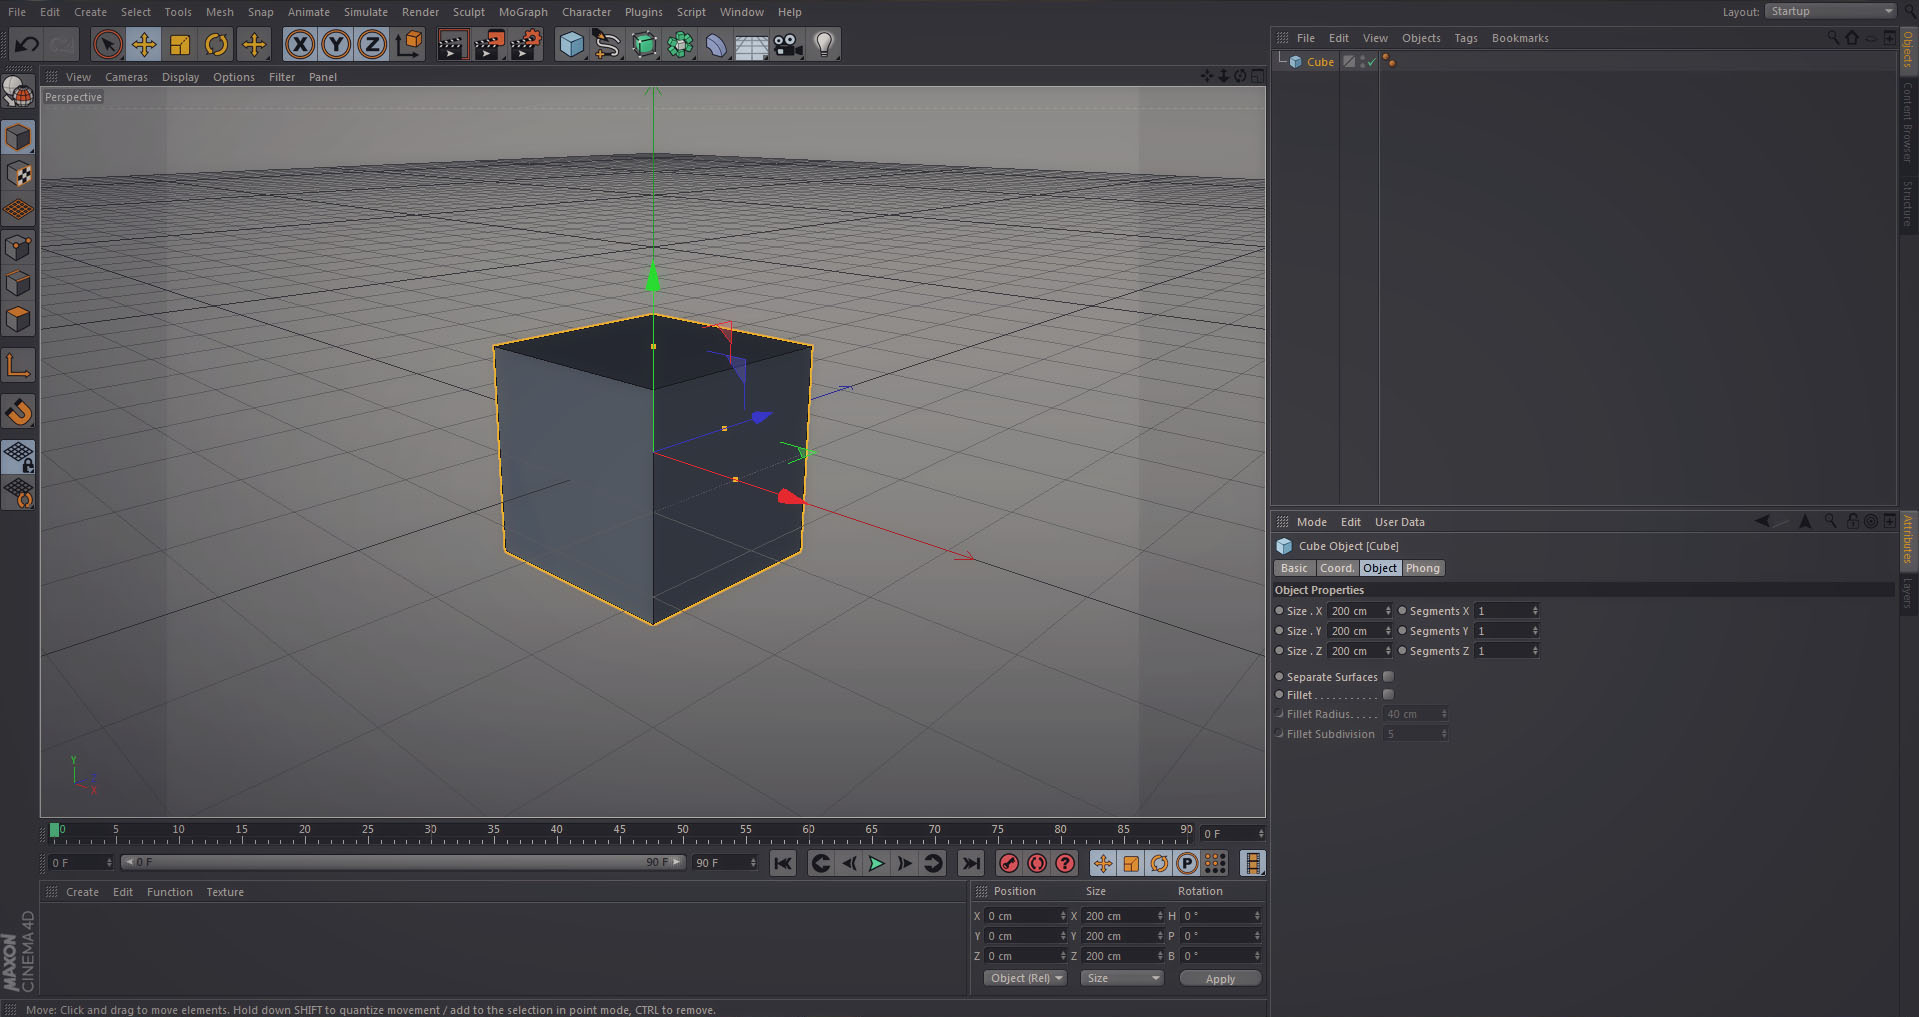 File Edit Create Select Tools Mesh Snap Animate Simulate Render Sculpt MoGraph Character Plugins Script Window Help
Layout: Startup
X Y Z
File Edit View Objects Tags Bookmarks
Cube
View Cameras Display Options Filter Panel
Perspective
Objects
Content Browser
Structure
Mode Edit User Data
Cube Object [Cube]
Basic Coord. Object Phong
Object Properties
Size . X 200 cm Segments X 1
Size . Y 200 cm Segments Y 1
Size . Z 200 cm Segments Z 1
Separate Surfaces
Fillet . . . . . . . . . . .
Fillet Radius. . . . . 40 cm
Fillet Subdivision 5
Attributes
Layers
Y
X
0 5 10 15 20 25 30 35 40 45 50 55 60 65 70 75 80 85 90 0 F
0 F 0 F 90 F 90 F ? P
Create Edit Function Texture
Position Size Rotation
X 0 cm X 200 cm H 0 °
Y 0 cm Y 200 cm P 0 °
Z 0 cm Z 200 cm B 0 °
Object (Rel) Size Apply
MAXON
CINEMA 4D
Move: Click and drag to move elements. Hold down SHIFT to quantize movement / add to the selection in point mode, CTRL to remove.